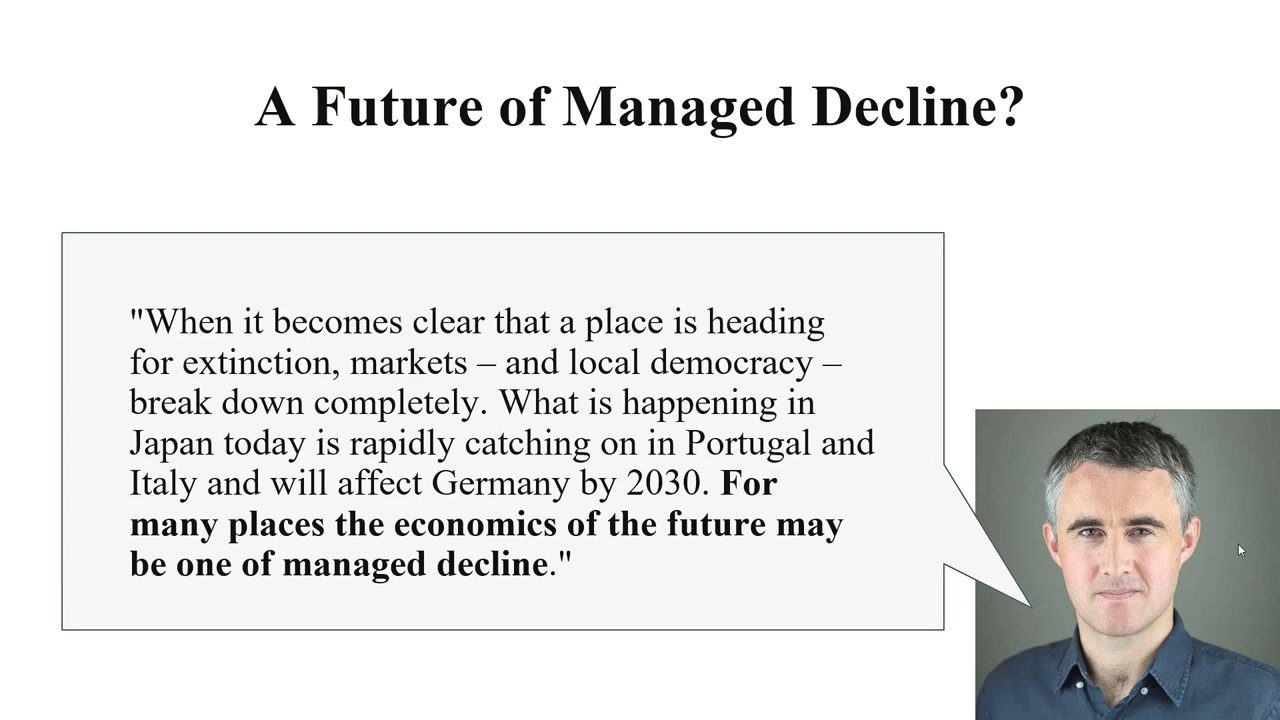 A Future of Managed Decline?
"When it becomes clear that a place is heading
for extinction, markets – and local democracy –
break down completely. What is happening in
Japan today is rapidly catching on in Portugal and
Italy and will affect Germany by 2030. For
many places the economics of the future may
be one of managed decline."